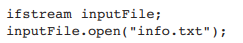 ifstream inputFile;
inputFile.open("info.txt");